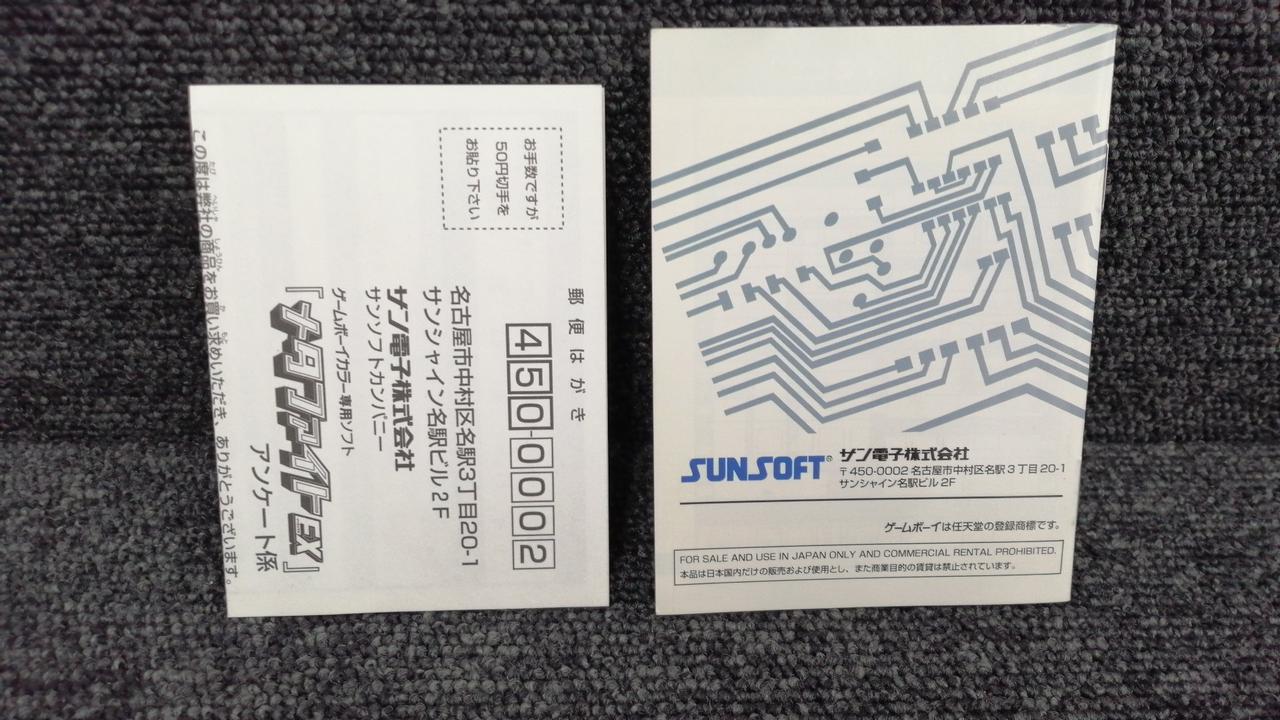 お手数ですが
50円切手を
お貼り下さい
郵便はがき
450-0002
名古屋市中村区名駅3丁目20-1
サンシャイン名駅ビル2F
サン電子株式会社
サンソフトカンパニー
ゲームボーイカラー専用ソフト
『メタファイトEX』
アンケート係
この度は弊社の商品をお買い求めいただき、ありがとうございます。
SUNSOFT® サン電子株式会社
〒450-0002 名古屋市中村区名駅3丁目20-1
サンシャイン名駅ビル 2F
ゲームボーイは任天堂の登録商標です。
FOR SALE AND USE IN JAPAN ONLY AND COMMERCIAL RENTAL PROHIBITED.
本品は日本国内だけの販売および使用とし、また商業目的の賃貸は禁止されています。